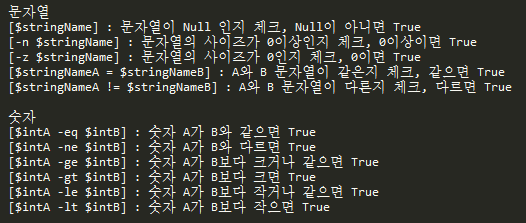 문자열
[$stringName] : 문자열이 Null 인지 체크, Null이 아니면 True
[-n $stringName] : 문자열의 사이즈가 0이상인지 체크, 0이상이면 True
[-z $stringName] : 문자열의 사이즈가 0인지 체크, 0이면 True
[$stringNameA = $stringNameB] : A와 B 문자열이 같은지 체크, 같으면 True
[$stringNameA != $stringNameB] : A와 B 문자열이 다른지 체크, 다르면 True
숫자
[$intA -eq $intB] : 숫자 A가 B와 같으면 True
[$intA -ne $intB] : 숫자 A가 B와 다르면 True
[$intA -ge $intB] : 숫자 A가 B보다 크거나 같으면 True
[$intA -gt $intB] : 숫자 A가 B보다 크면 True
[$intA -le $intB] : 숫자 A가 B보다 작거나 같으면 True
[$intA -lt $intB] : 숫자 A가 B보다 작으면 True